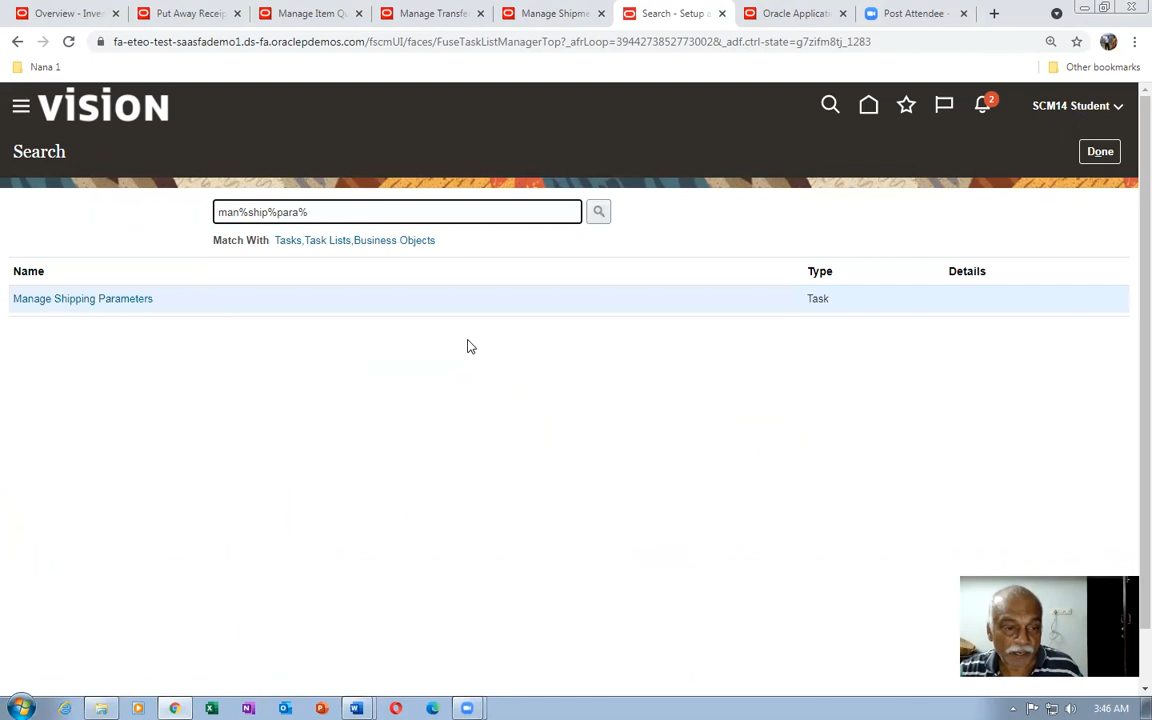 Overview - Inven
Put Away Receip
Manage Item Qu
Manage Transfe
Manage Shipme
Search - Setup a
Oracle Applicati
Post Attendee -
fa-eteo-test-saasfademo1.ds-fa.oraclepdemos.com/fscmUI/faces/FuseTaskListManagerTop?_afrLoop=3944273852773002&_adf.ctrl-state=g7zifm8tj_1283
Nana 1
Other bookmarks
VISION
2
SCM14 Student
Search
Done
man%ship%para%
Match With Tasks,Task Lists,Business Objects
Name Type Details
Manage Shipping Parameters Task
3:46 AM